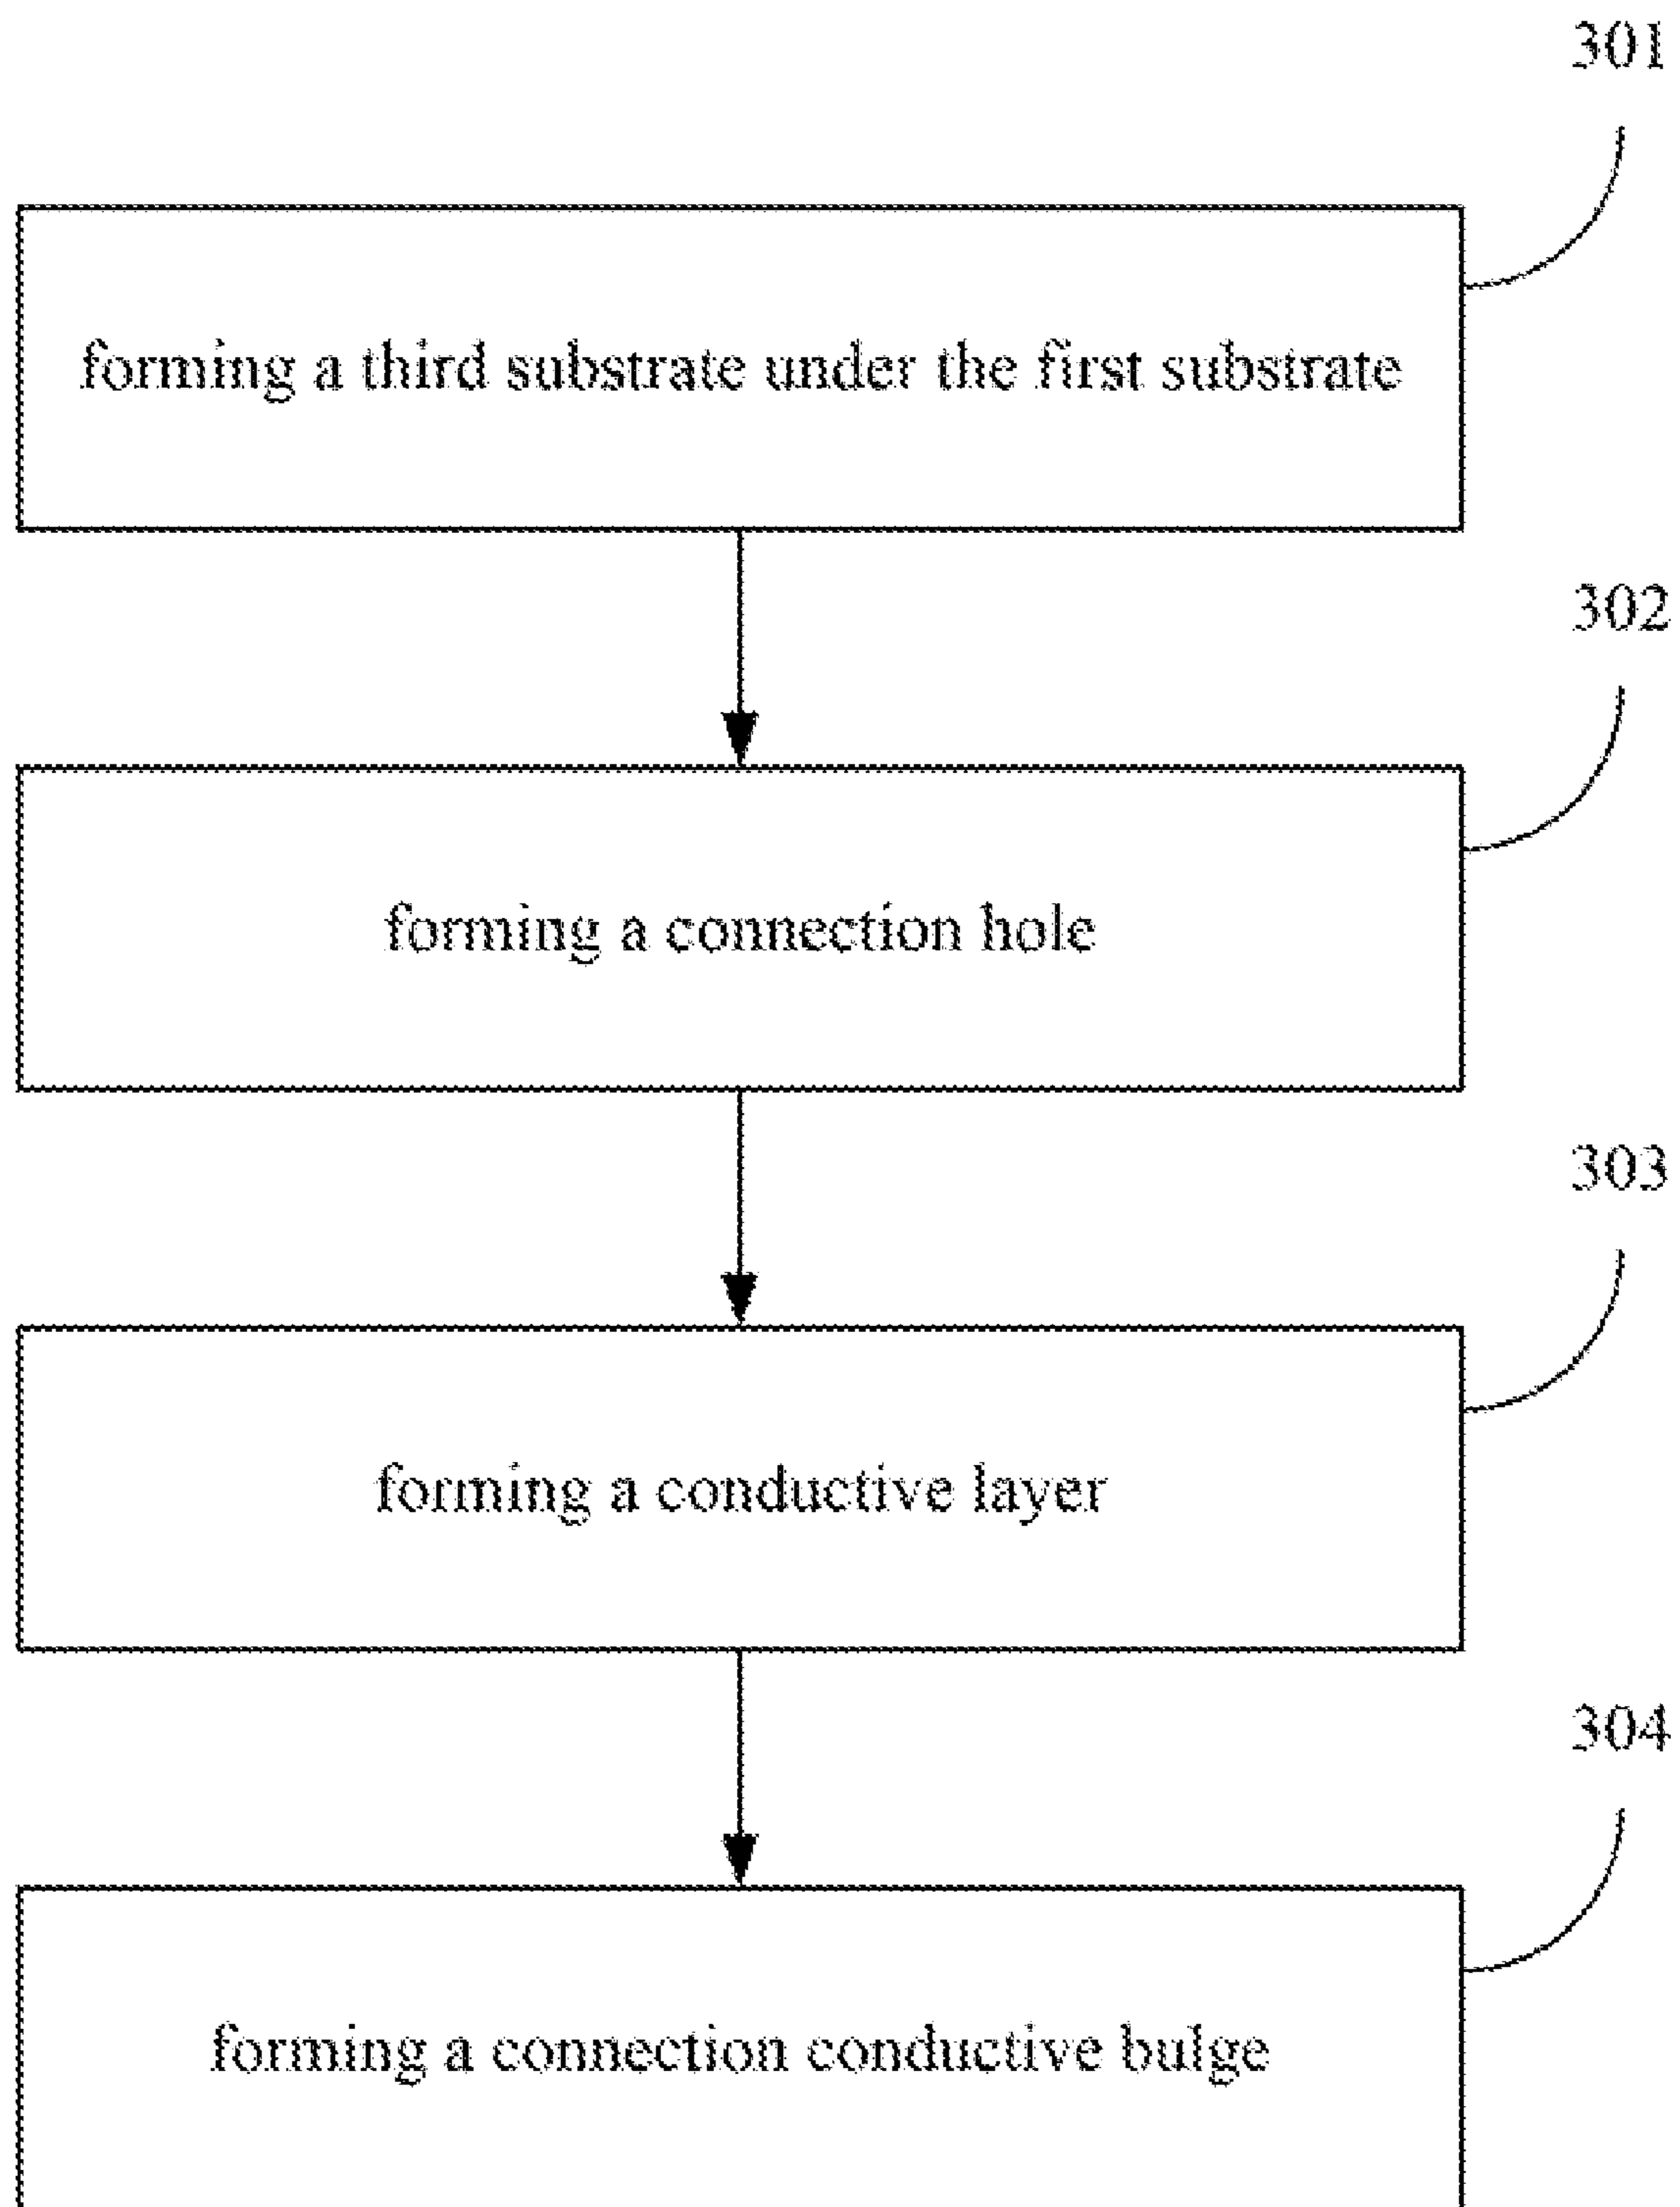 301
forming a third substrate under the first substrate
302
forming a connection hole
303
forming a conductive layer
304
forming a connection conductive bulge